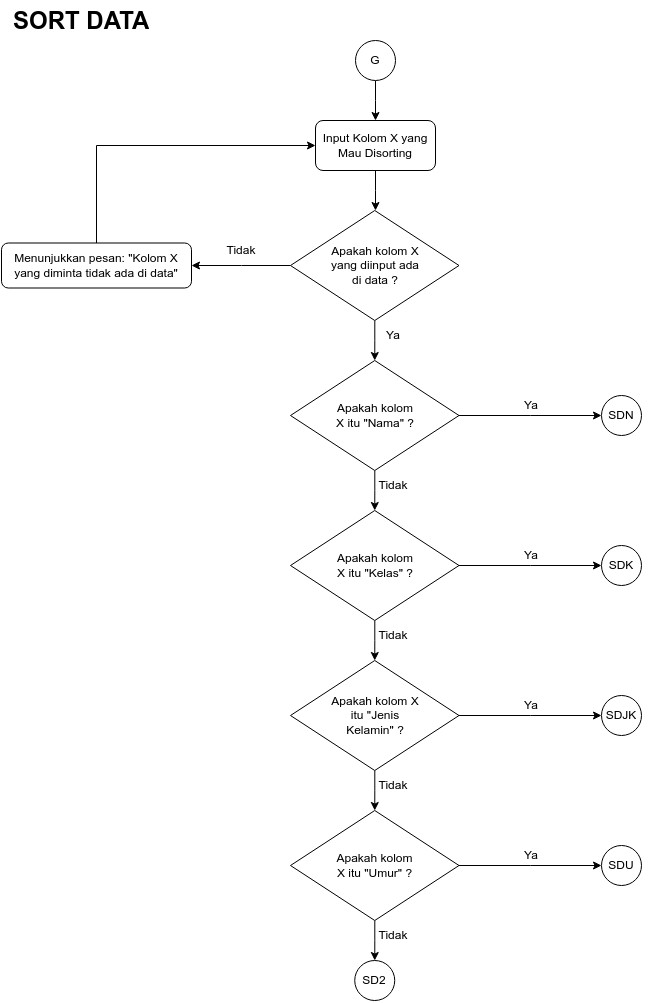 SORT DATA
G
Input Kolom X yang
Mau Disorting
Apakah kolom X
yang diinput ada
di data ?
Tidak
Menunjukkan pesan: "Kolom X
yang diminta tidak ada di data"
Ya
Apakah kolom
X itu "Nama" ?
Ya
SDN
Tidak
Apakah kolom
X itu "Kelas" ?
Ya
SDK
Tidak
Apakah kolom X
itu "Jenis
Kelamin" ?
Ya
SDJK
Tidak
Apakah kolom
X itu "Umur" ?
Ya
SDU
Tidak
SD2